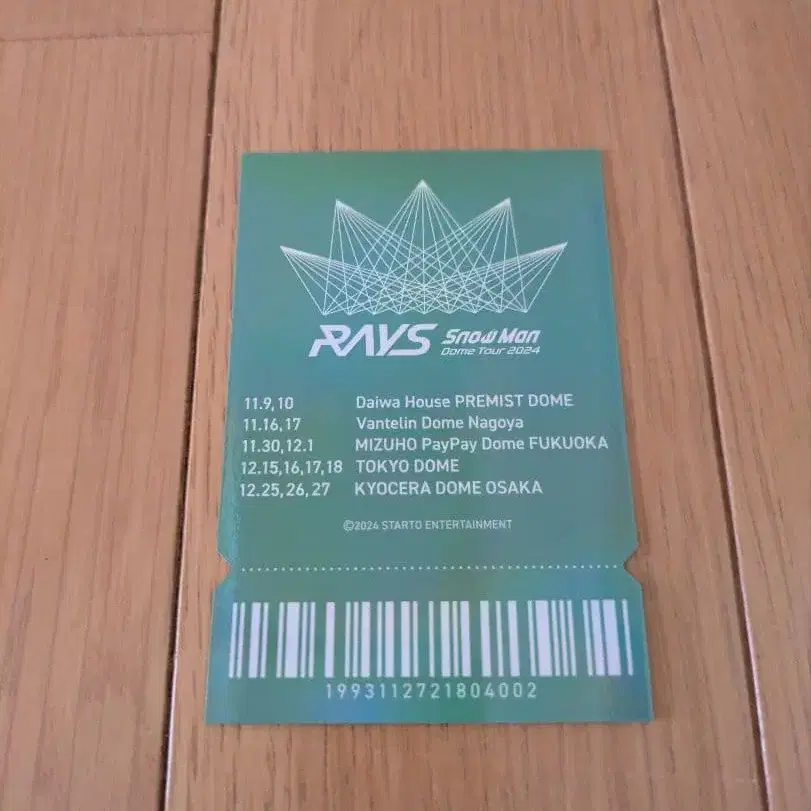 RAYS Snow Man
Dome Tour 2024
11.9,10 Daiwa House PREMIST DOME
11.16,17 Vantelin Dome Nagoya
11.30,12.1 MIZUHO PayPay Dome FUKUOKA
12.15,16,17,18 TOKYO DOME
12.25,26,27 KYOCERA DOME OSAKA
©2024 STARTO ENTERTAINMENT
1993112721804002